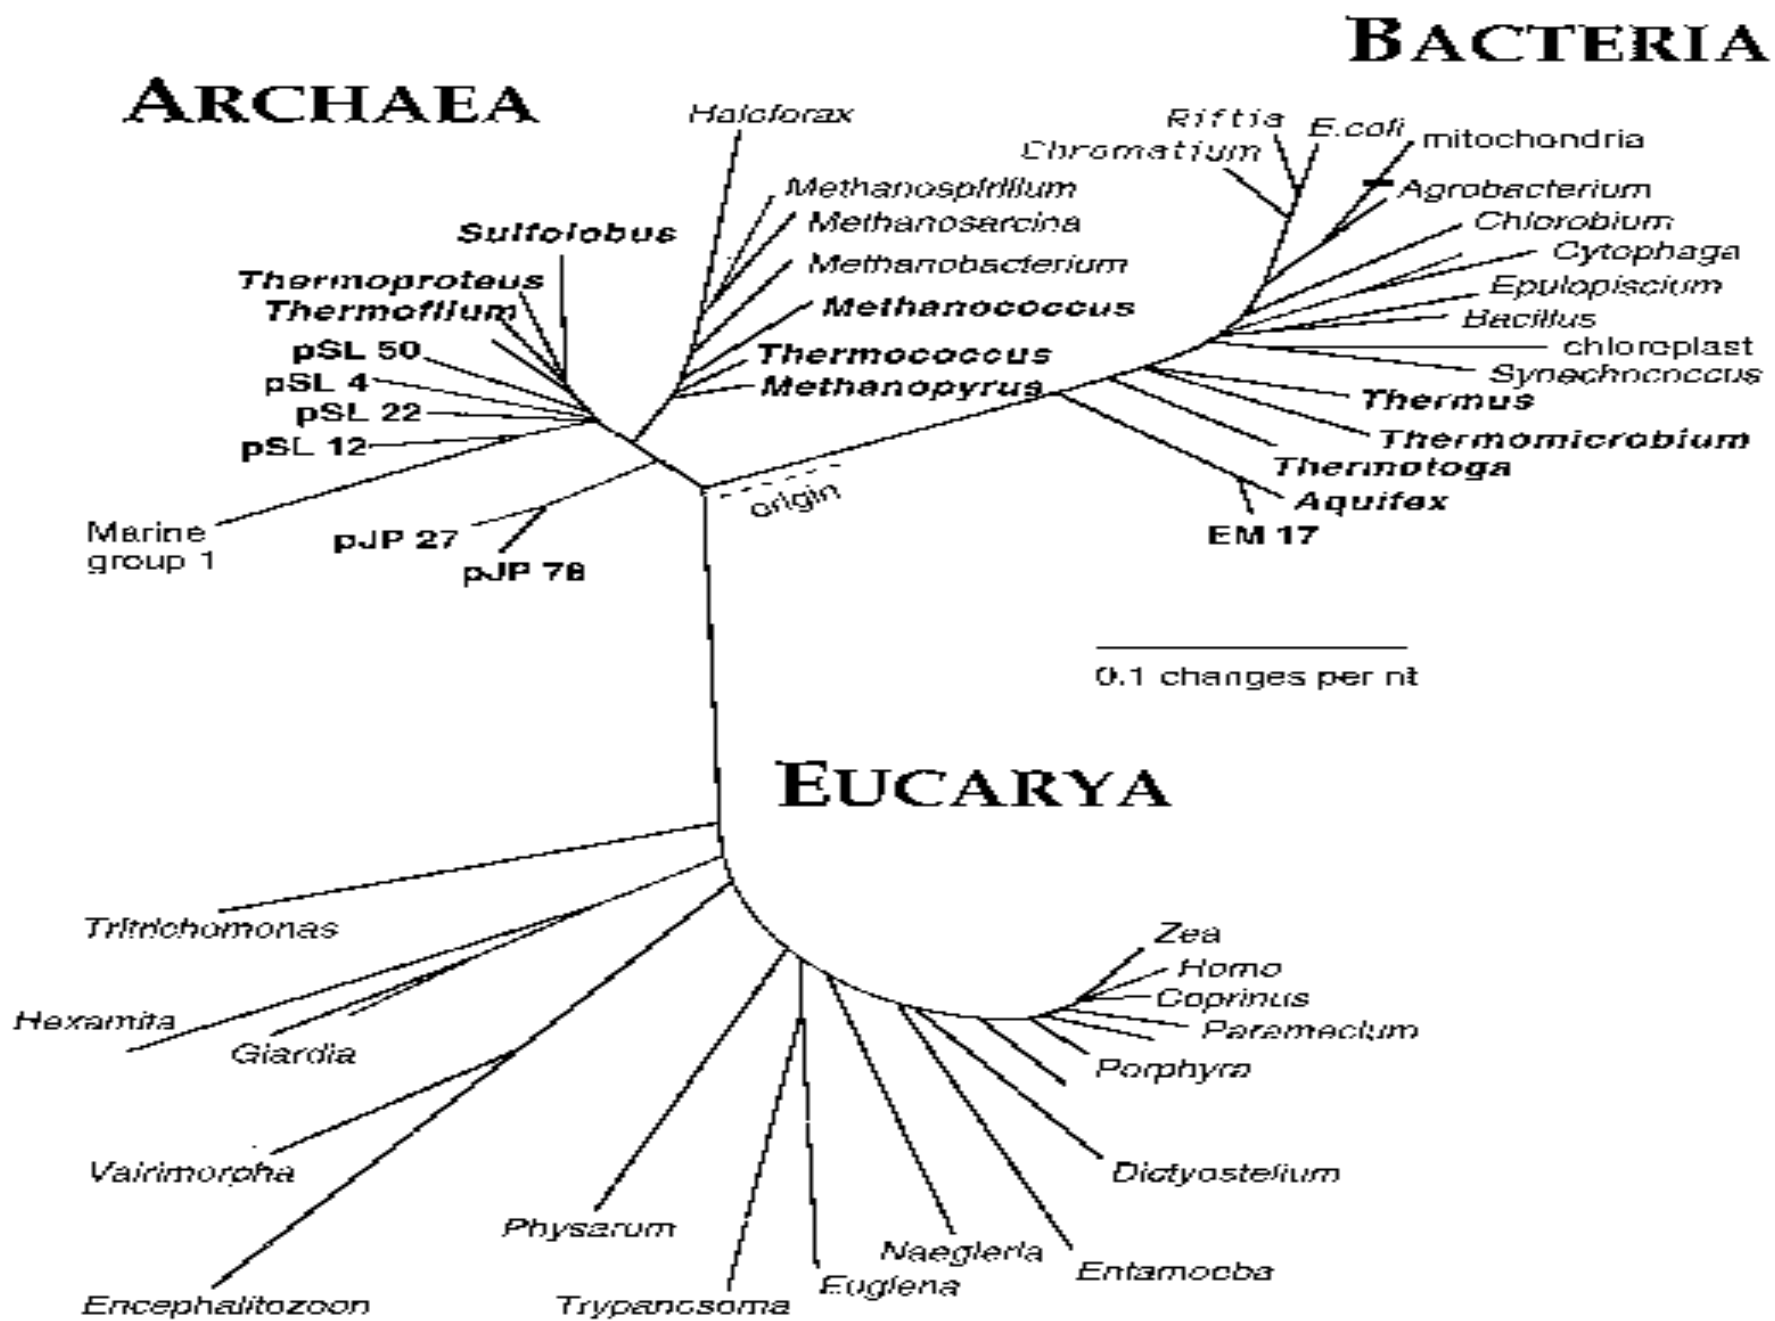 BACTERIA
ARCHAEA
Haloferax
Riftia
E.coli
mitochondria
Chromatium
Methanospirillum
Agrobacterium
Methanosarcina
Chlorobium
Sulfolobus
Cytophaga
Methanobacterium
Thermoproteus
Epulopiscium
Thermofilum
Methanococcus
Bacillus
pSL 50
Thermococcus
chloroplast
pSL 4
Methanopyrus
Synechococcus
pSL 22
Thermus
pSL 12
Thermomicrobium
Thermotoga
origin
Aquifex
Marine
group 1
pJP 27
EM 17
pJP 78
0.1 changes per nt
EUCARYA
Tritrichomonas
Zea
Homo
Coprinus
Hexamita
Paramecium
Giardia
Porphyra
Vairimorpha
Dictyostelium
Physarum
Naegleria
Entamoeba
Euglena
Encephalitozoon
Trypanosoma